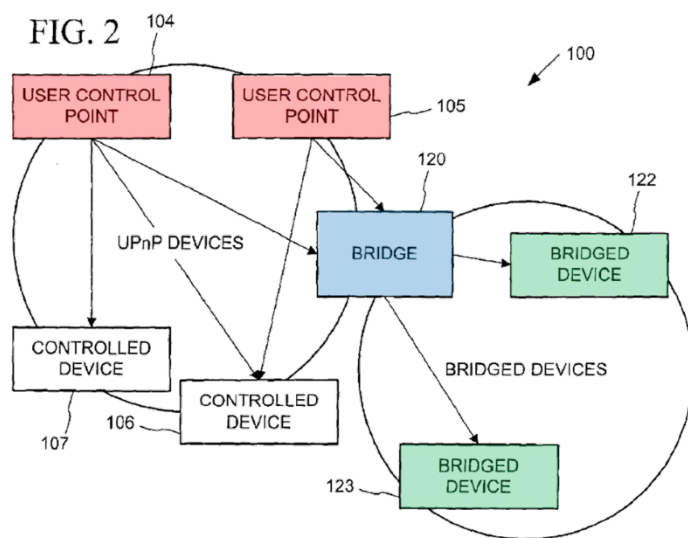 FIG. 2
104
100
USER CONTROL
POINT
USER CONTROL
POINT
105
120
122
UPnP DEVICES
BRIDGE
BRIDGED
DEVICE
CONTROLLED
DEVICE
BRIDGED DEVICES
CONTROLLED
DEVICE
107
106
BRIDGED
DEVICE
123